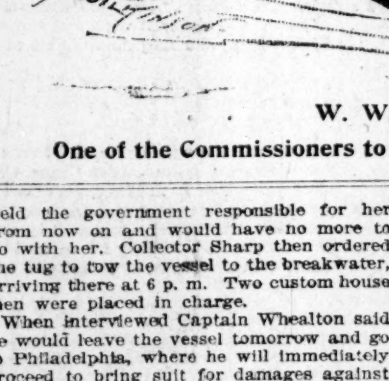 W. W
One of the Commissioners to
eld the government responsible for her
rom now on and would have no more to
o with her. Collector Sharp then ordered
he tug to tow the vessel to the breakwater,
rriving there at 6 p. m. Two custom house
en were placed in charge.
When interviewed Captain Whealton said
e would leave the vessel tomorrow and go
o Philadelphia, where he will immediately
roceed to bring suit for damages against